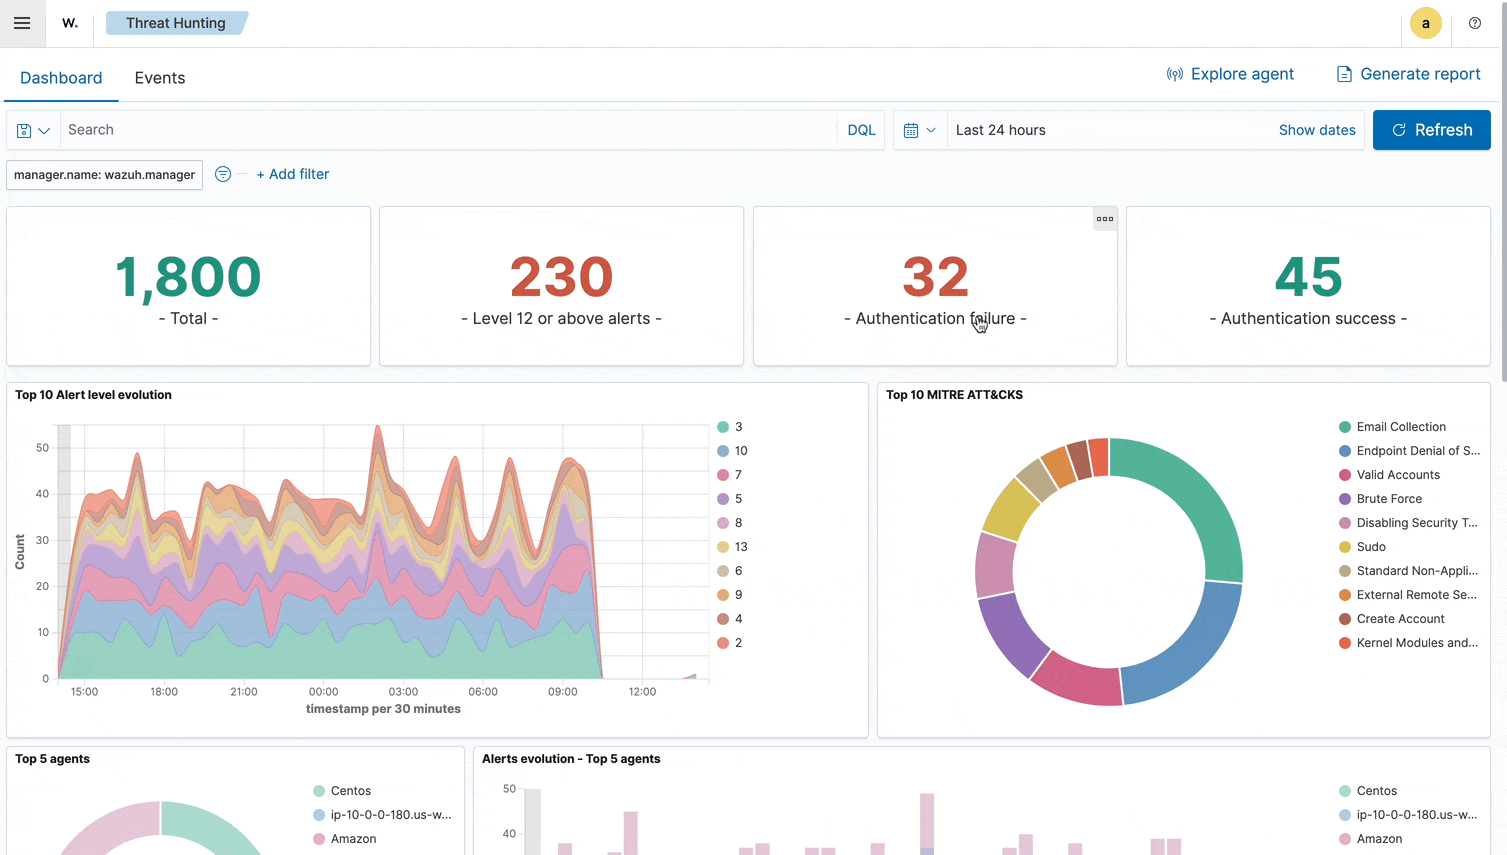 W.
Threat Hunting
a
Dashboard
Events
Explore agent
Generate report
Search
DQL
Last 24 hours
Show dates
Refresh
manager.name: wazuh.manager
+ Add filter
1,800
- Total -
230
- Level 12 or above alerts -
32
- Authentication failure -
45
- Authentication success -
Top 10 Alert level evolution
Count
50
40
30
20
10
0
15:00
18:00
21:00
00:00
03:00
06:00
09:00
12:00
timestamp per 30 minutes
3
10
7
5
8
13
6
9
4
2
Top 10 MITRE ATT&CKS
Email Collection
Endpoint Denial of S...
Valid Accounts
Brute Force
Disabling Security T...
Sudo
Standard Non-Appli...
External Remote Se...
Create Account
Kernel Modules and...
Top 5 agents
Centos
ip-10-0-0-180.us-w...
Amazon
Alerts evolution - Top 5 agents
50
40
Centos
ip-10-0-0-180.us-w...
Amazon